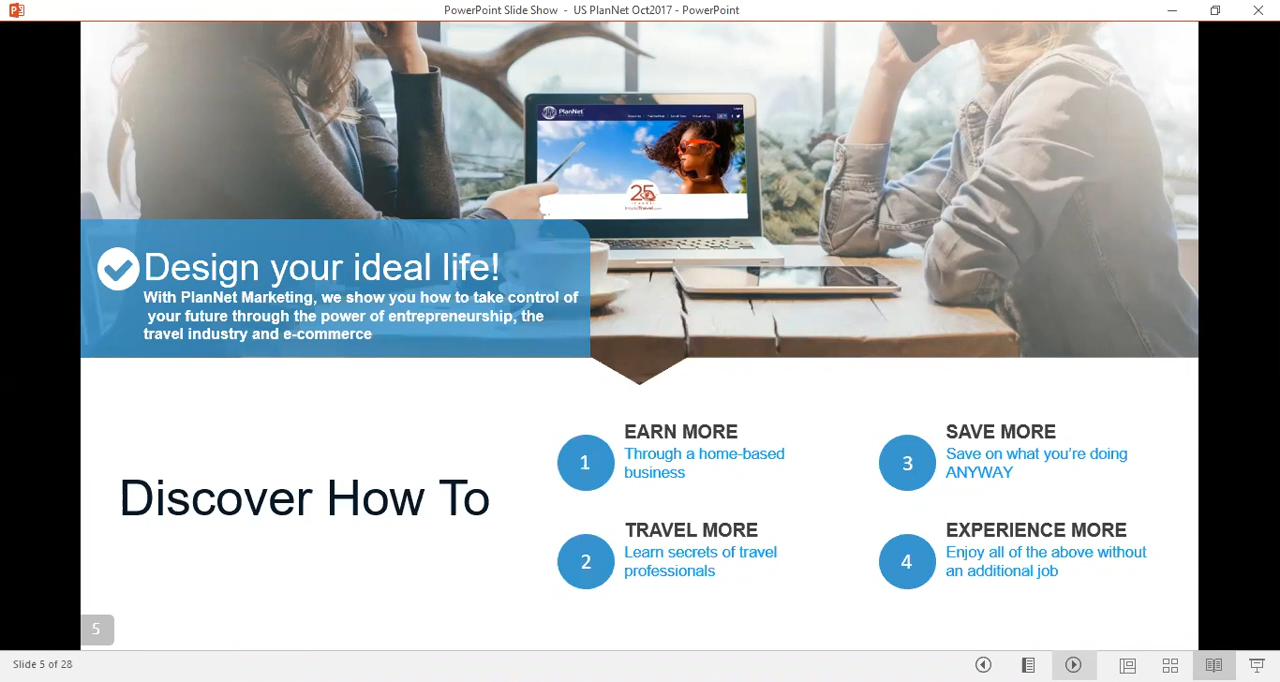 PowerPoint Slide Show - US PlanNet Oct2017 - PowerPoint
PlanNet
25
Design your ideal life!
With PlanNet Marketing, we show you how to take control of
your future through the power of entrepreneurship, the
travel industry and e-commerce
Discover How To
1
EARN MORE
Through a home-based
business
2
TRAVEL MORE
Learn secrets of travel
professionals
3
SAVE MORE
Save on what you’re doing
ANYWAY
4
EXPERIENCE MORE
Enjoy all of the above without
an additional job
5
Slide 5 of 28